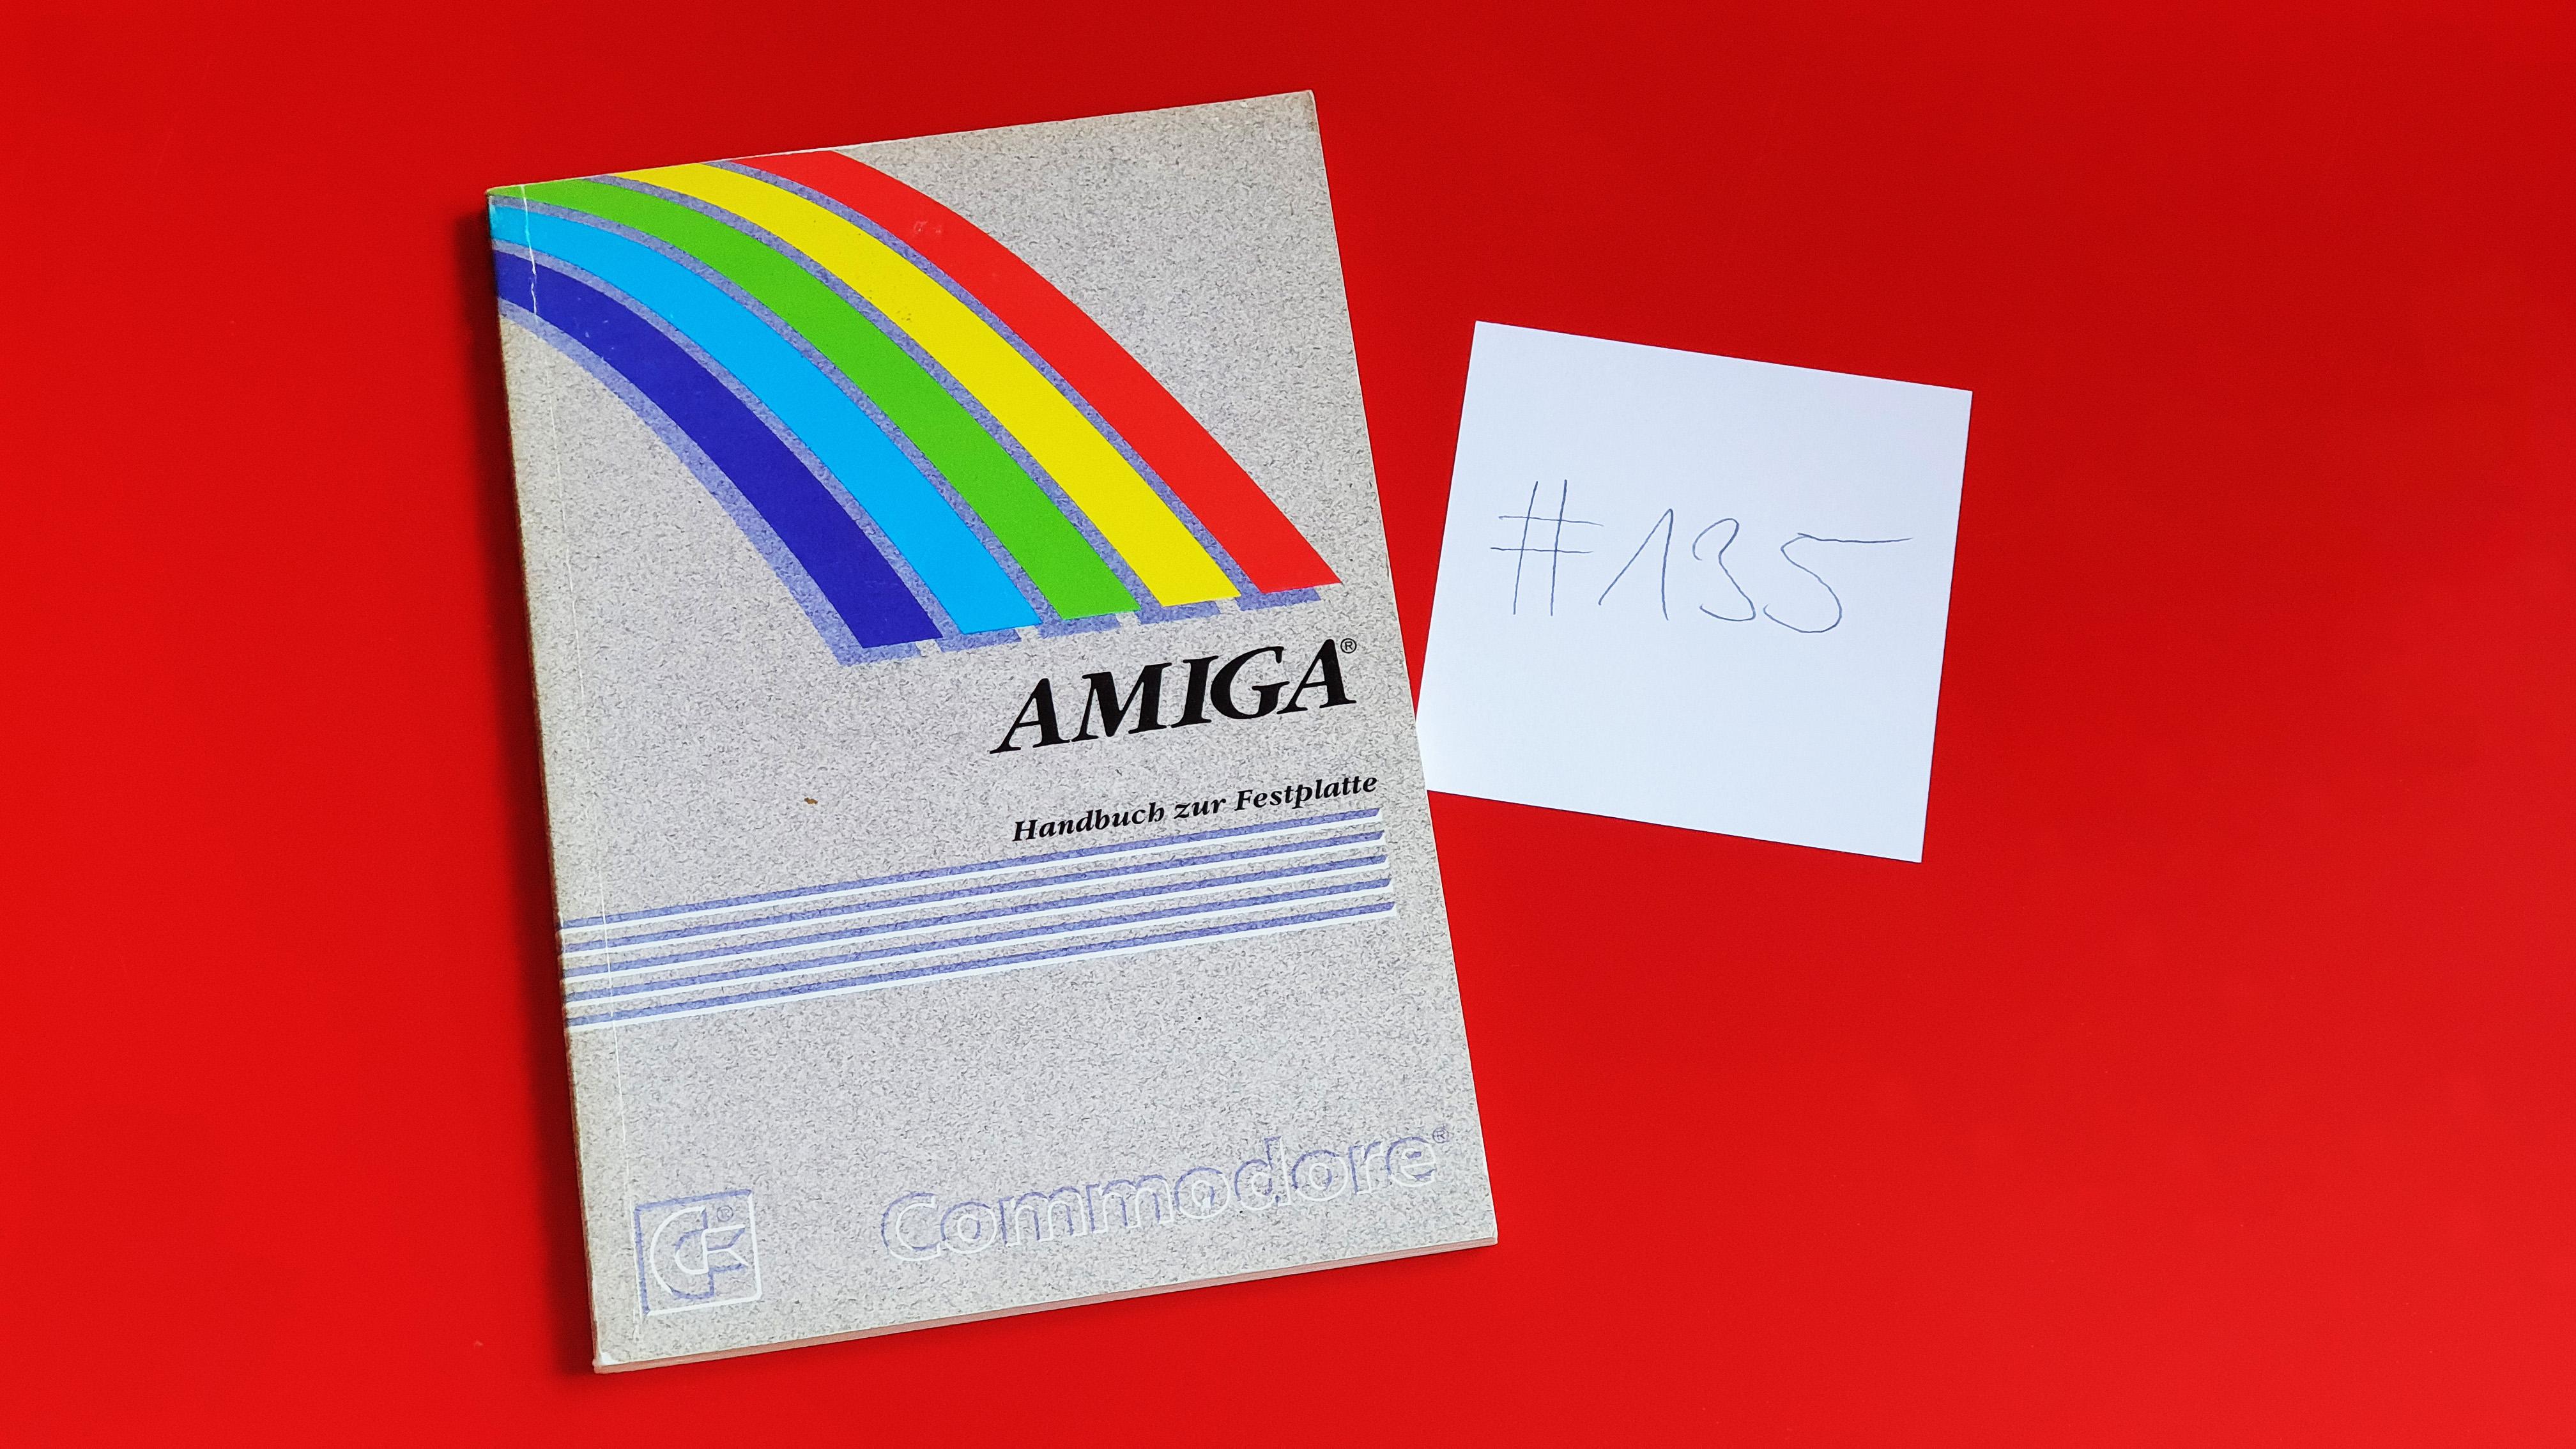 AMIGA®
Handbuch zur Festplatte
Commodore®
#135